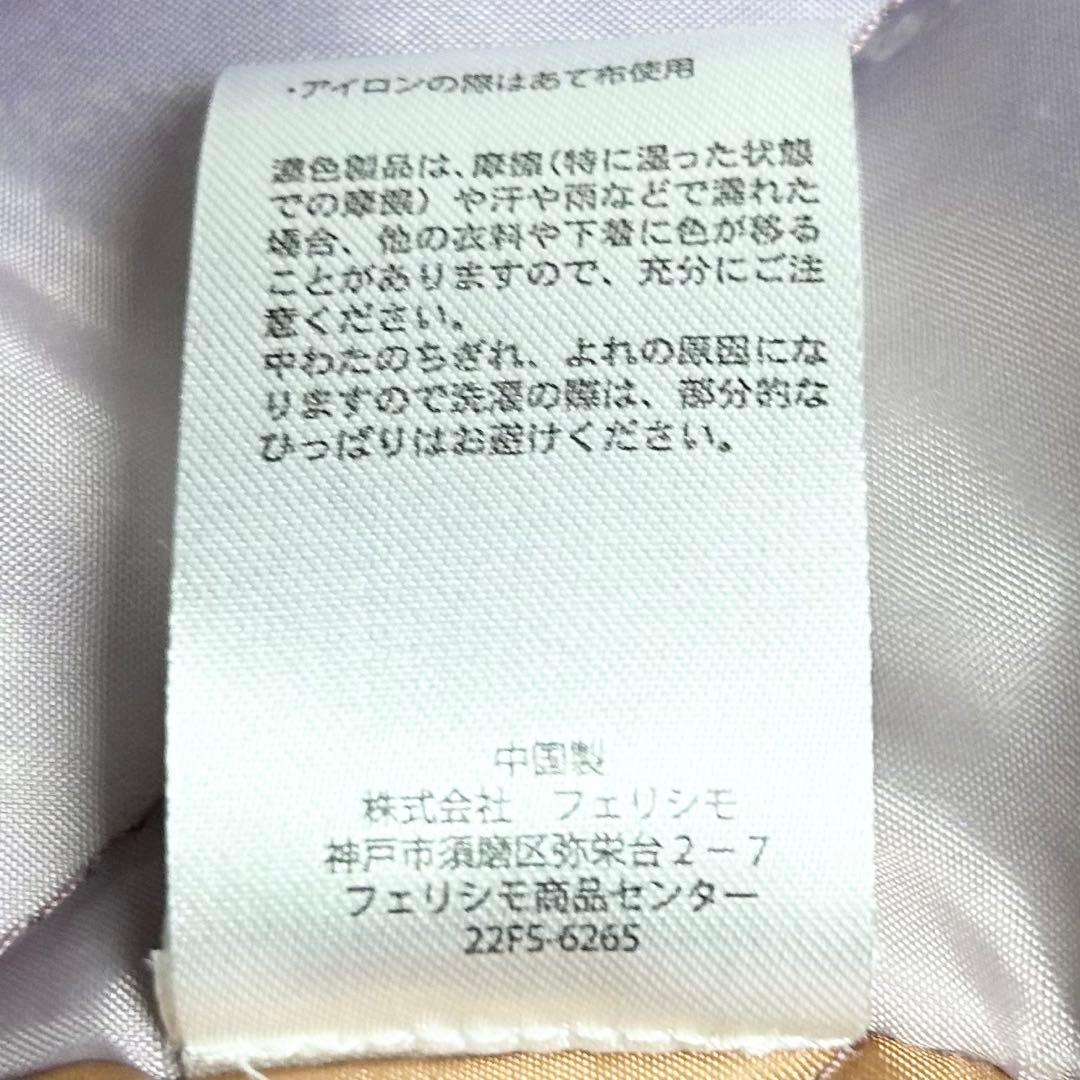 ・アイロンの際はあて布使用
濃色製品は、摩擦(特に湿った状態
での摩擦)や汗や雨などで濡れた
場合、他の衣料や下着に色が移る
ことがありますので、充分にご注
意ください。
中わたのちぎれ、よれの原因にな
りますので洗濯の際は、部分的な
ひっぱりはお避けください。
中国製
株式会社 フェリシモ
神戸市須磨区弥栄台2-7
フェリシモ商品センター
22FS-6265